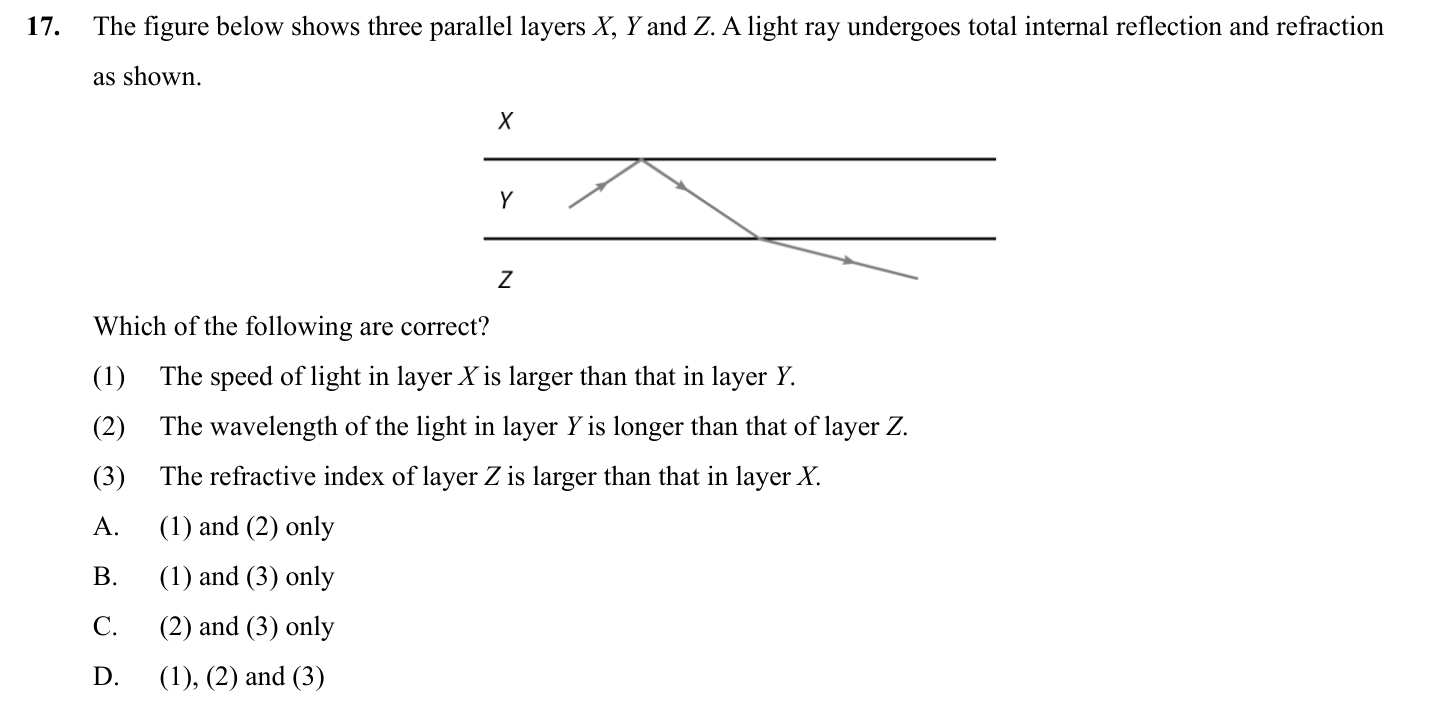 17. The figure below shows three parallel layers X, Y and Z. A light ray undergoes total internal reflection and refraction
as shown.
X
Y
Z
Which of the following are correct?
(1) The speed of light in layer X is larger than that in layer Y.
(2) The wavelength of the light in layer Y is longer than that of layer Z.
(3) The refractive index of layer Z is larger than that in layer X.
A. (1) and (2) only
B. (1) and (3) only
C. (2) and (3) only
D. (1), (2) and (3)